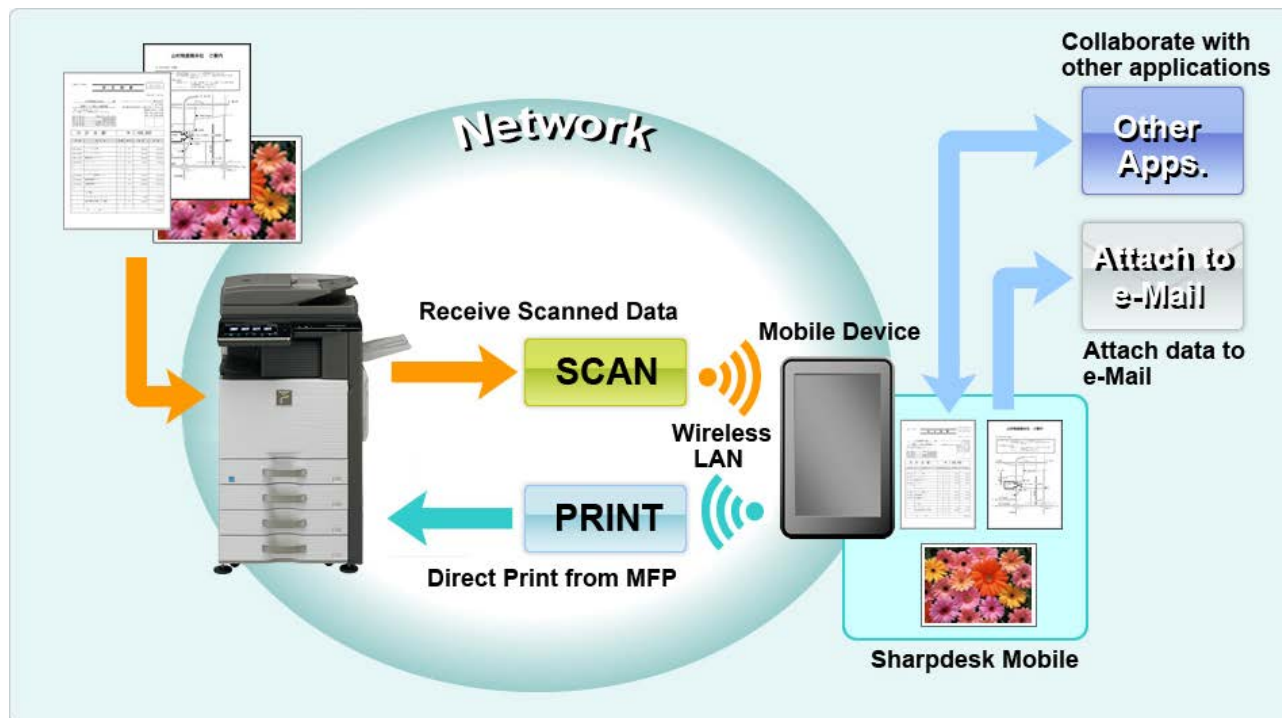 Collaborate with
other applications
Network
Other
Apps.
Attach to
e-Mail
Receive Scanned Data
Mobile Device
Attach data to
e-Mail
SCAN
Wireless
LAN
PRINT
Direct Print from MFP
Sharpdesk Mobile